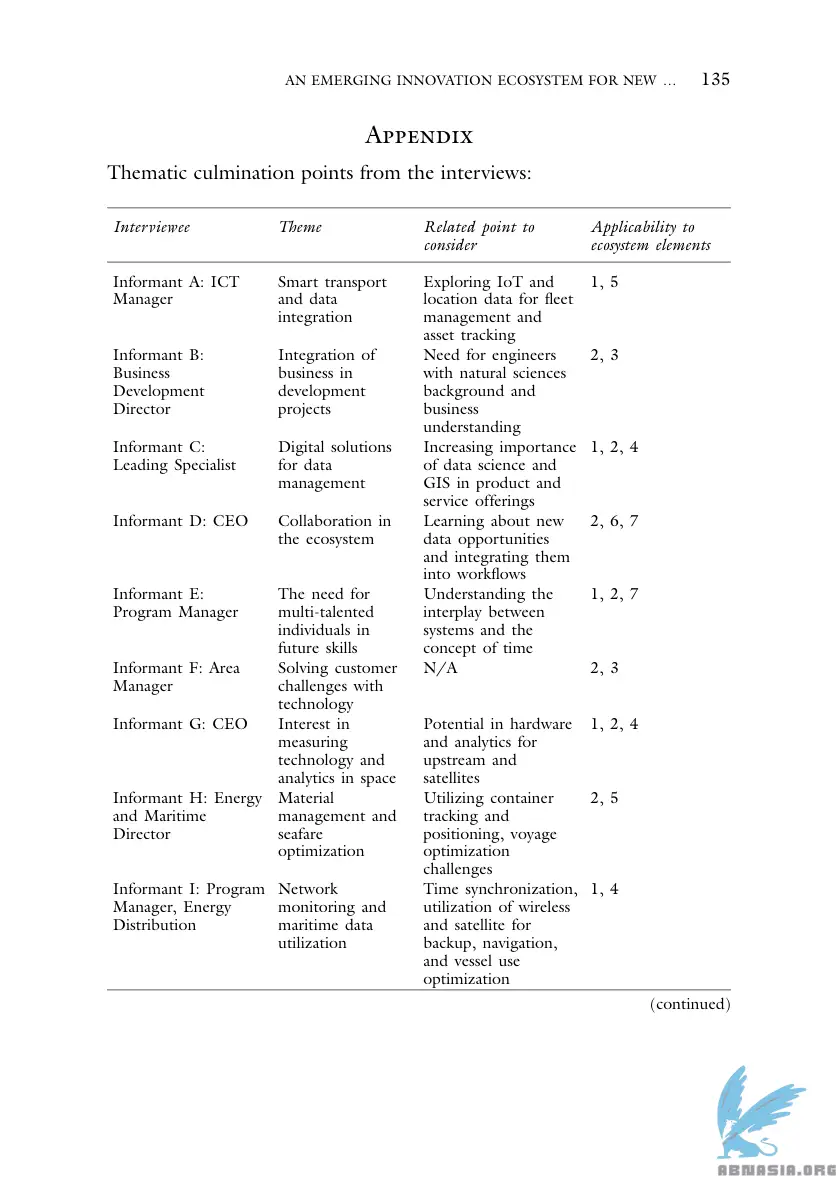 AN EMERGING INNOVATION ECOSYSTEM FOR NEW … 135
Appendix
Thematic culmination points from the interviews:
Interviewee Theme Related point to consider Applicability to ecosystem elements
Informant A: ICT Manager Smart transport and data integration Exploring IoT and location data for fleet management and asset tracking 1, 5
Informant B: Business Development Director Integration of business in development projects Need for engineers with natural sciences background and business understanding 2, 3
Informant C: Leading Specialist Digital solutions for data management Increasing importance of data science and GIS in product and service offerings 1, 2, 4
Informant D: CEO Collaboration in the ecosystem Learning about new data opportunities and integrating them into workflows 2, 6, 7
Informant E: Program Manager The need for multi-talented individuals in future skills Understanding the interplay between systems and the concept of time 1, 2, 7
Informant F: Area Manager Solving customer challenges with technology N/A 2, 3
Informant G: CEO Interest in measuring technology and analytics in space Potential in hardware and analytics for upstream and satellites 1, 2, 4
Informant H: Energy and Maritime Director Material management and seafare optimization Utilizing container tracking and positioning, voyage optimization challenges 2, 5
Informant I: Program Manager, Energy Distribution Network monitoring and maritime data utilization Time synchronization, utilization of wireless and satellite for backup, navigation, and vessel use optimization 1, 4
(continued)
ABNASIA.ORG